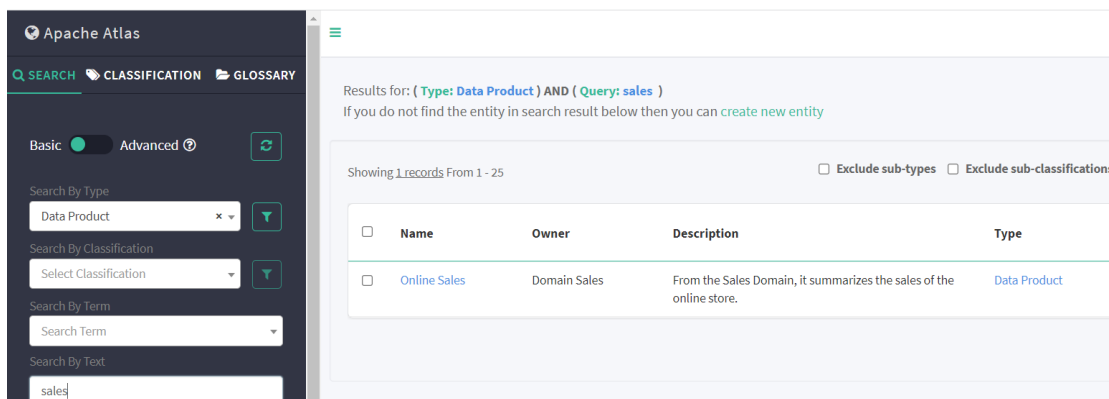 Apache Atlas
SEARCH CLASSIFICATION GLOSSARY
Basic Advanced
Search By Type
Data Product × 
Search By Classification
Select Classification
Search By Term
Search Term
Search By Text
sales
Results for: ( Type: Data Product ) AND ( Query: sales )
If you do not find the entity in search result below then you can create new entity
Showing 1 records From 1 - 25
Exclude sub-types Exclude sub-classifications
Name Owner Description Type
Online Sales Domain Sales From the Sales Domain, it summarizes the sales of the Data Product
online store.